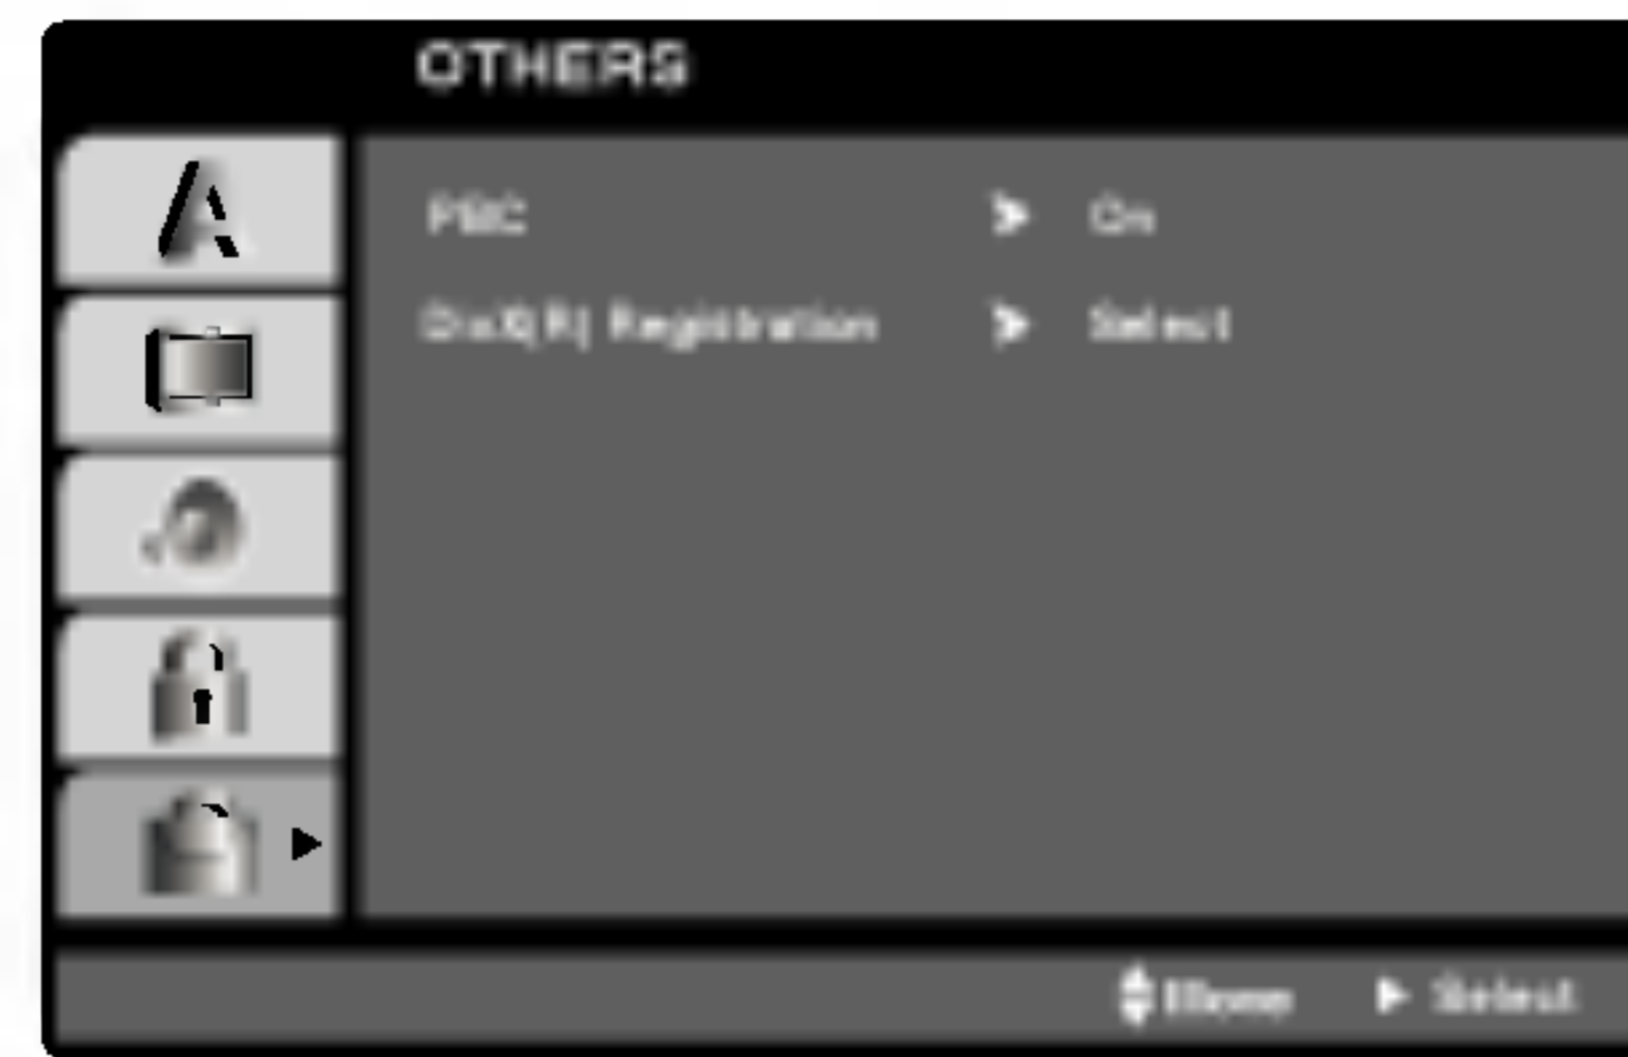 OTHERS
A
PBC On
DivX(R) Registration Select
Move Select